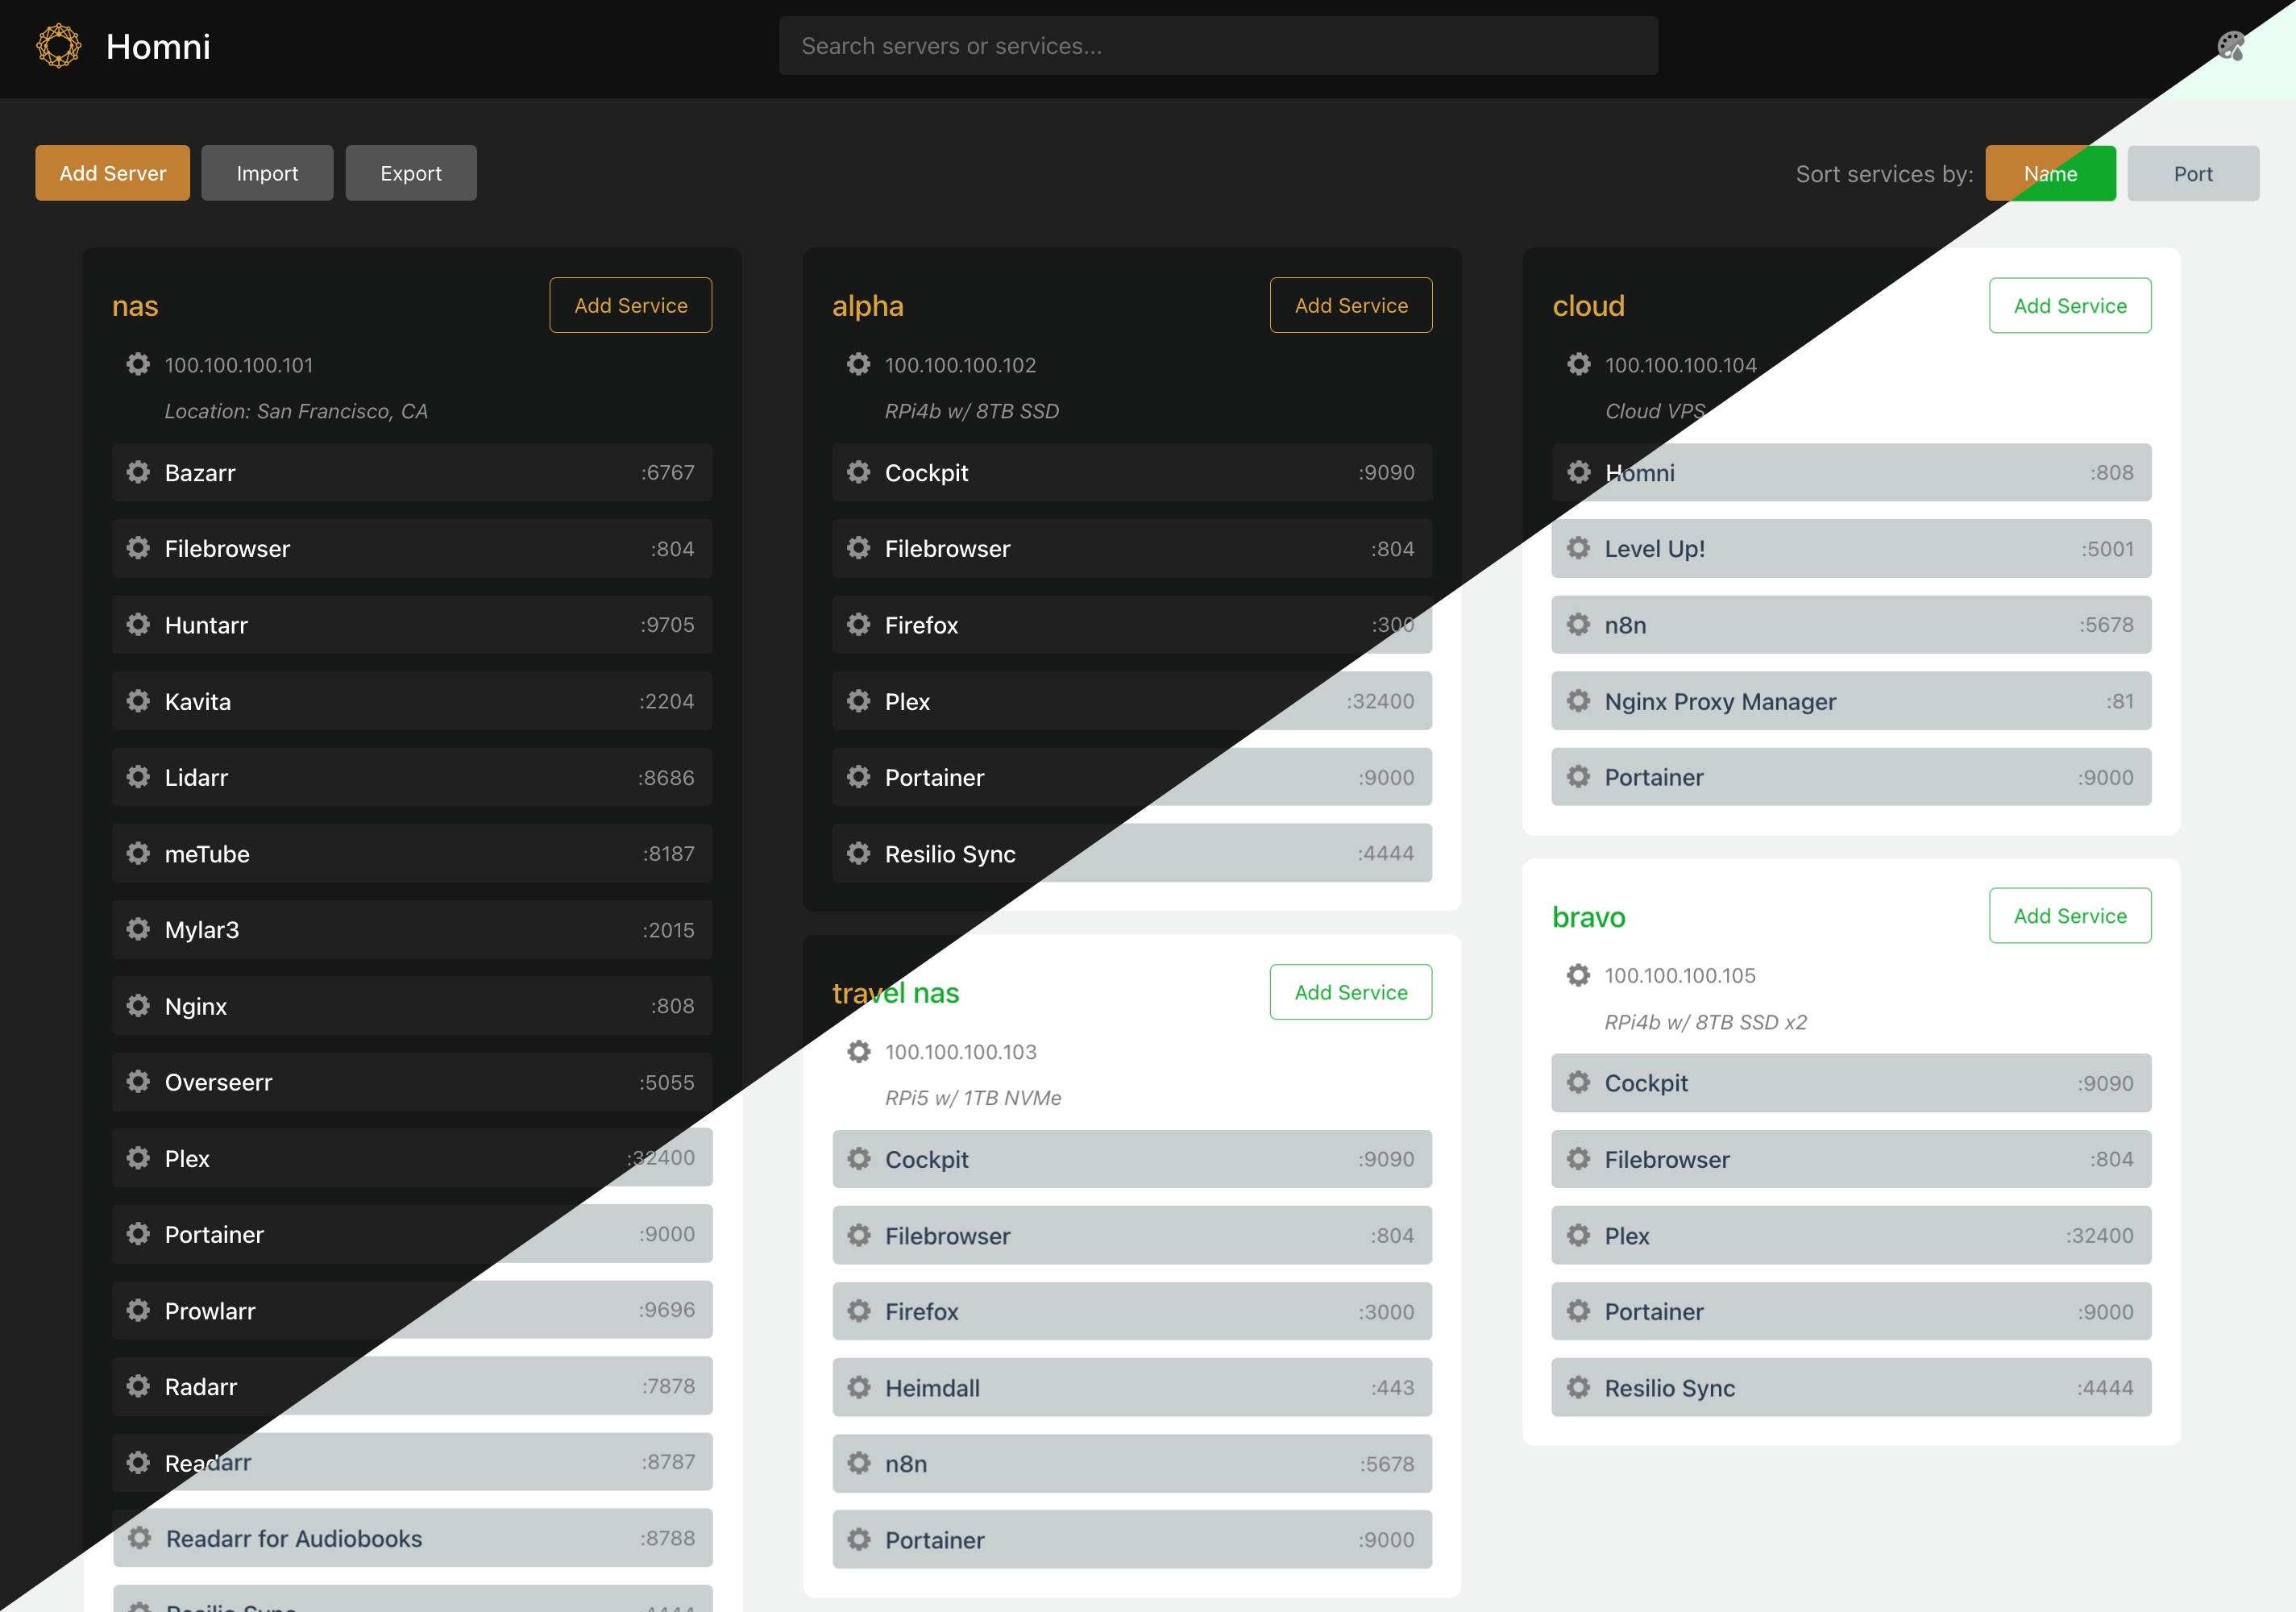 Homni
Search servers or services...
Add Server
Import
Export
Sort services by:
Name
Port
nas
Add Service
100.100.100.101
Location: San Francisco, CA
Bazarr :6767
Filebrowser :804
Huntarr :9705
Kavita :2204
Lidarr :8686
meTube :8187
Mylar3 :2015
Nginx :808
Overseerr :5055
Plex :32400
Portainer :9000
Prowlarr :9696
Radarr :7878
Readarr :8787
Readarr for Audiobooks :8788
Resilio Sync :4444
alpha
Add Service
100.100.100.102
RPi4b w/ 8TB SSD
Cockpit :9090
Filebrowser :804
Firefox :300
Plex :32400
Portainer :9000
Resilio Sync :4444
travel nas
Add Service
100.100.100.103
RPi5 w/ 1TB NVMe
Cockpit :9090
Filebrowser :804
Firefox :3000
Heimdall :443
n8n :5678
Portainer :9000
cloud
Add Service
100.100.100.104
Cloud VPS
Homni :808
Level Up! :5001
n8n :5678
Nginx Proxy Manager :81
Portainer :9000
bravo
Add Service
100.100.100.105
RPi4b w/ 8TB SSD x2
Cockpit :9090
Filebrowser :804
Plex :32400
Portainer :9000
Resilio Sync :4444